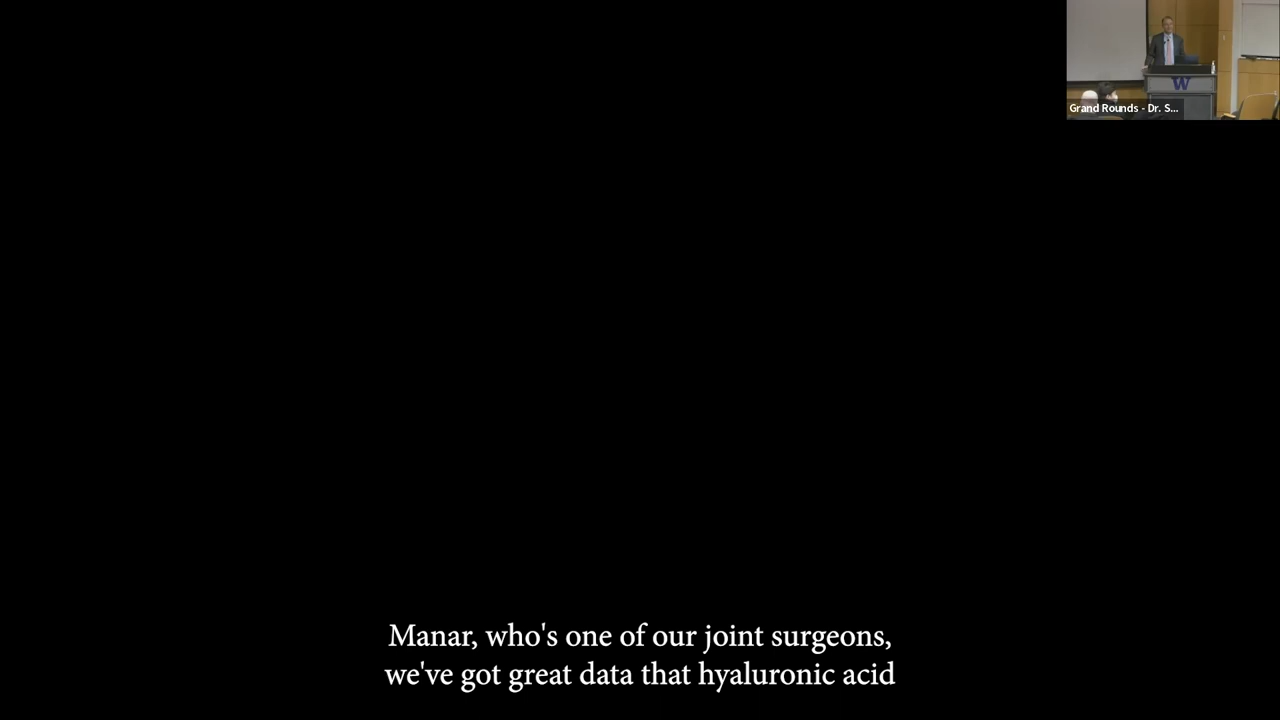 W
Grand Rounds - Dr. S...
Manar, who's one of our joint surgeons,
we've got great data that hyaluronic acid